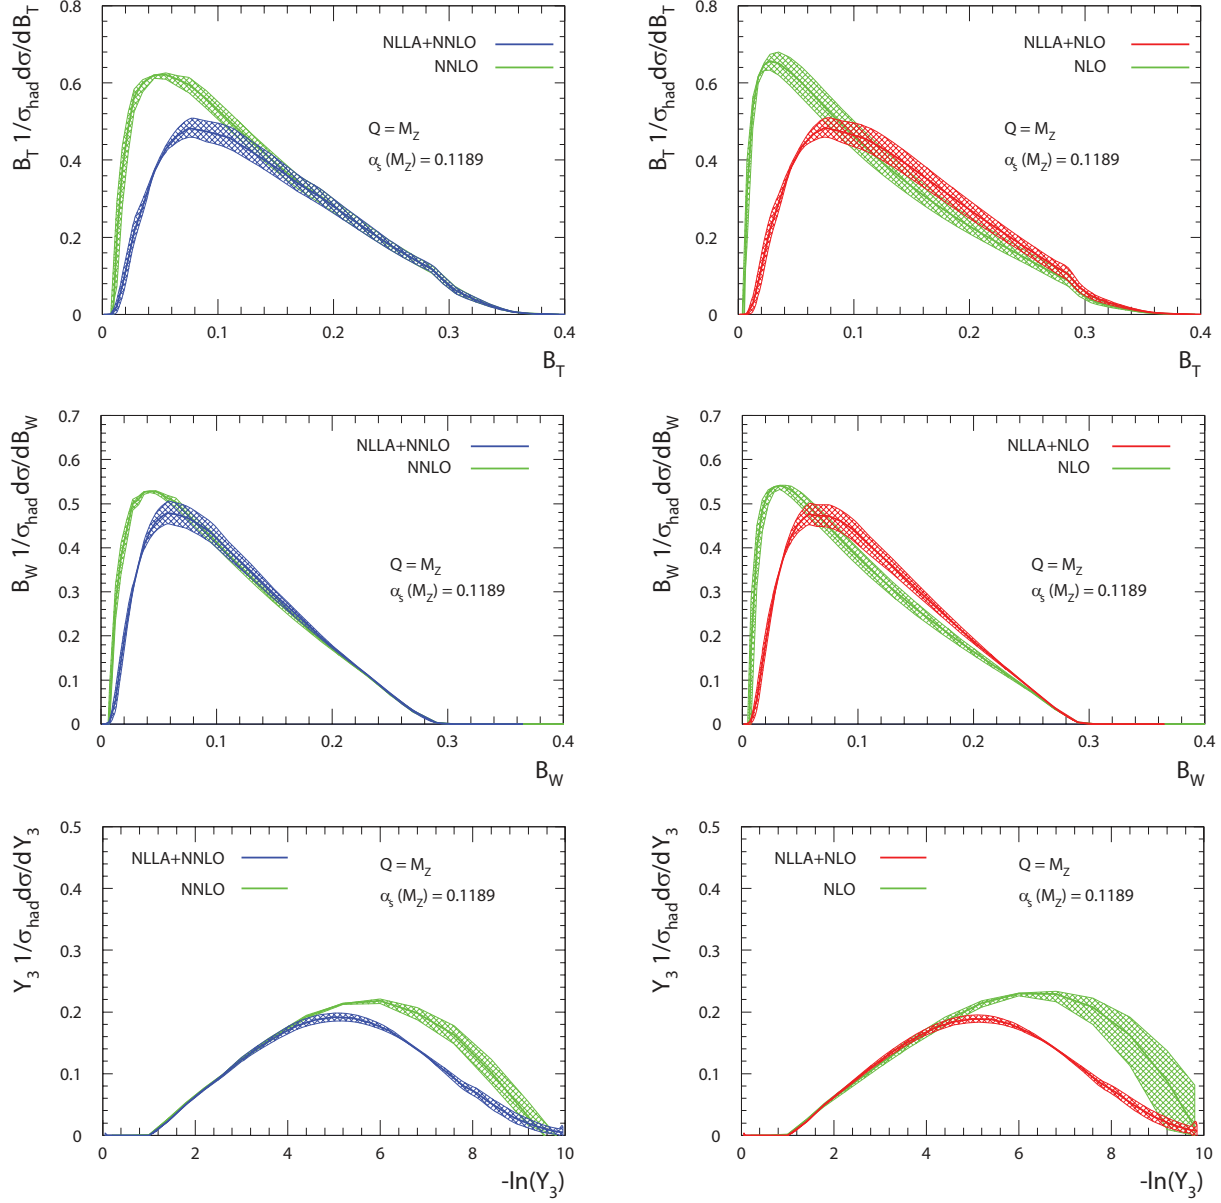 B_T 1/σ_had dσ/dB_T
0.8
0.6
0.4
0.2
0
NLLA+NNLO
NNLO
Q = M_Z
α_s (M_Z) = 0.1189
0 0.1 0.2 0.3 0.4
B_T
B_T 1/σ_had dσ/dB_T
0.8
0.6
0.4
0.2
0
NLLA+NLO
NLO
Q = M_Z
α_s (M_Z) = 0.1189
0 0.1 0.2 0.3 0.4
B_T
B_W 1/σ_had dσ/dB_W
0.7
0.6
0.5
0.4
0.3
0.2
0.1
0
NLLA+NNLO
NNLO
Q = M_Z
α_s (M_Z) = 0.1189
0 0.1 0.2 0.3 0.4
B_W
B_W 1/σ_had dσ/dB_W
0.7
0.6
0.5
0.4
0.3
0.2
0.1
0
NLLA+NLO
NLO
Q = M_Z
α_s (M_Z) = 0.1189
0 0.1 0.2 0.3 0.4
B_W
Y_3 1/σ_had dσ/dY_3
0.5
0.4
0.3
0.2
0.1
0
NLLA+NNLO
NNLO
Q = M_Z
α_s (M_Z) = 0.1189
0 2 4 6 8 10
-ln(Y_3)
Y_3 1/σ_had dσ/dY_3
0.5
0.4
0.3
0.2
0.1
0
NLLA+NLO
NLO
Q = M_Z
α_s (M_Z) = 0.1189
0 2 4 6 8 10
-ln(Y_3)